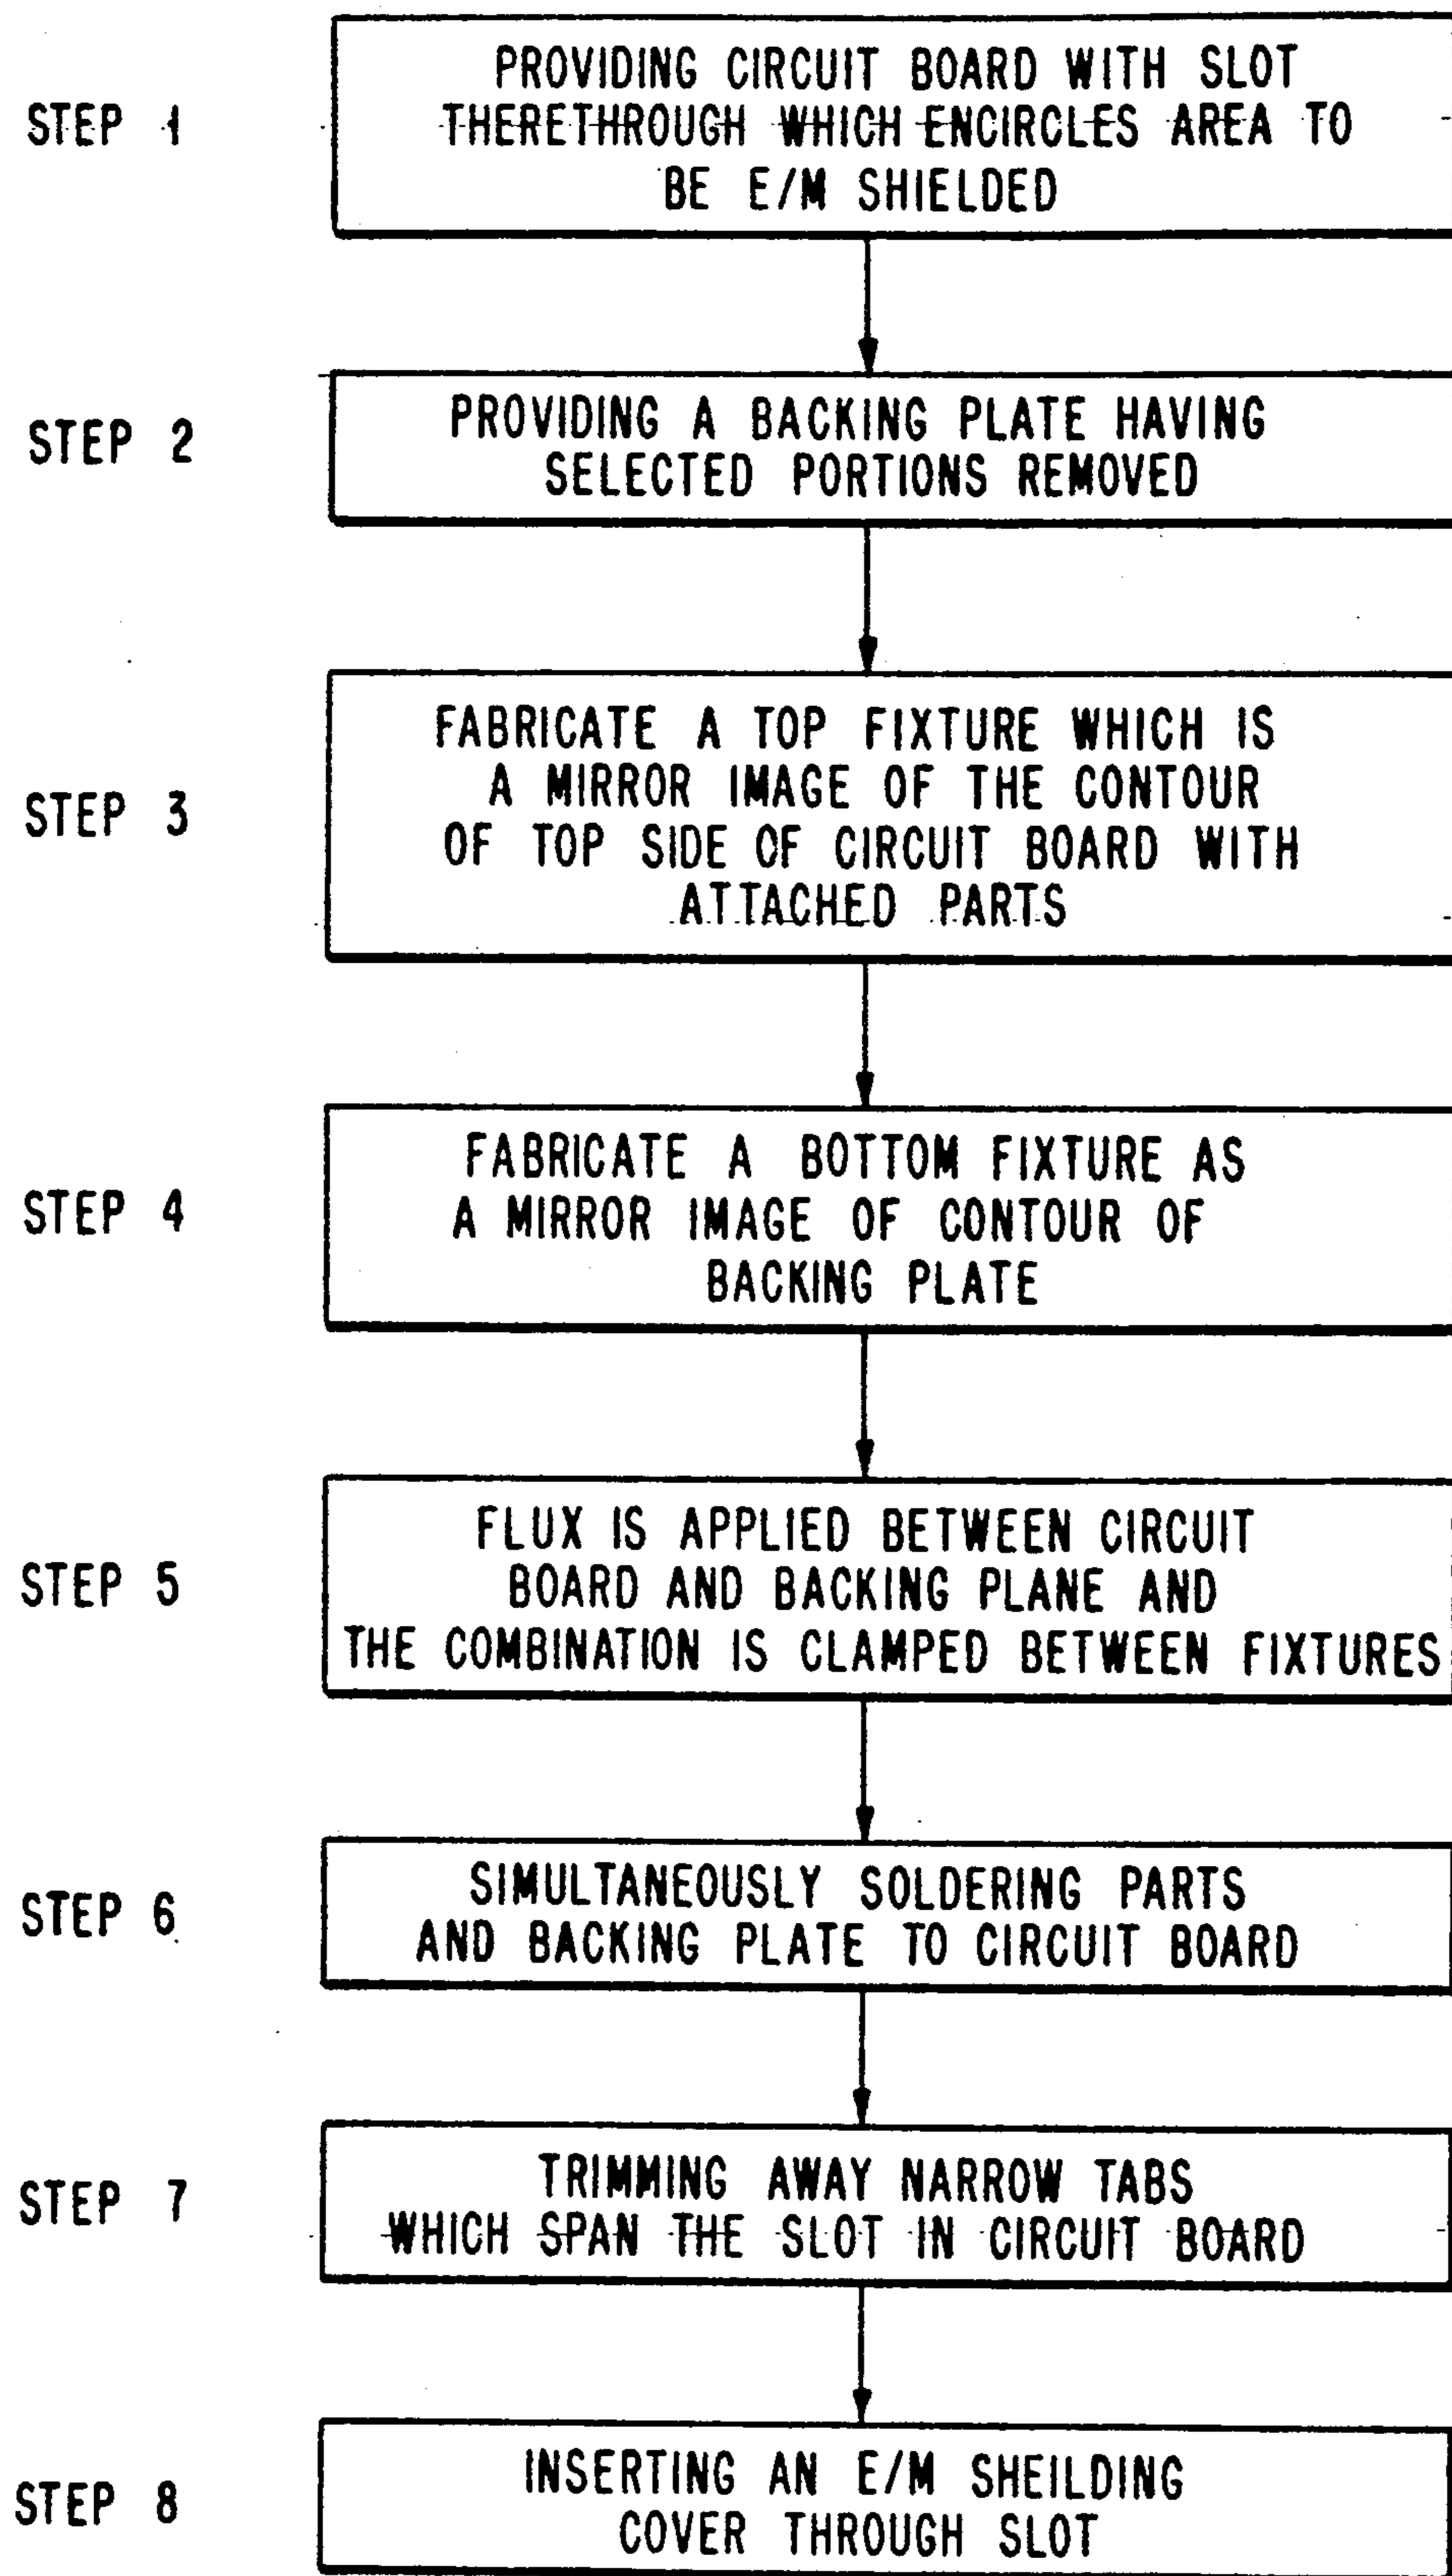 STEP 1
PROVIDING CIRCUIT BOARD WITH SLOT
THERETHROUGH WHICH ENCIRCLES AREA TO
BE E/M SHIELDED
STEP 2
PROVIDING A BACKING PLATE HAVING
SELECTED PORTIONS REMOVED
STEP 3
FABRICATE A TOP FIXTURE WHICH IS
A MIRROR IMAGE OF THE CONTOUR
OF TOP SIDE OF CIRCUIT BOARD WITH
ATTACHED PARTS
STEP 4
FABRICATE A BOTTOM FIXTURE AS
A MIRROR IMAGE OF CONTOUR OF
BACKING PLATE
STEP 5
FLUX IS APPLIED BETWEEN CIRCUIT
BOARD AND BACKING PLANE AND
THE COMBINATION IS CLAMPED BETWEEN FIXTURES
STEP 6
SIMULTANEOUSLY SOLDERING PARTS
AND BACKING PLATE TO CIRCUIT BOARD
STEP 7
TRIMMING AWAY NARROW TABS
WHICH SPAN THE SLOT IN CIRCUIT BOARD
STEP 8
INSERTING AN E/M SHEILDING
COVER THROUGH SLOT